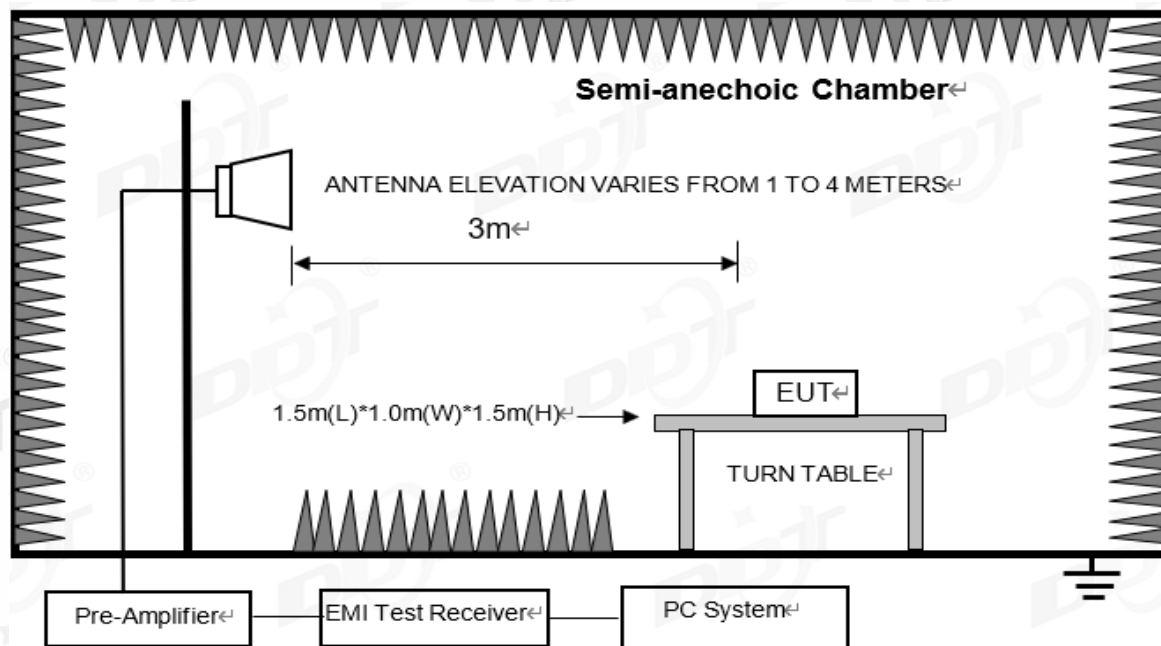 Semi-anechoic Chamber↵
ANTENNA ELEVATION VARIES FROM 1 TO 4 METERS↵
3m↵
EUT↵
1.5m(L)*1.0m(W)*1.5m(H)↵
TURN TABLE↵
Pre-Amplifier↵
EMI Test Receiver↵
PC System↵
DDT®